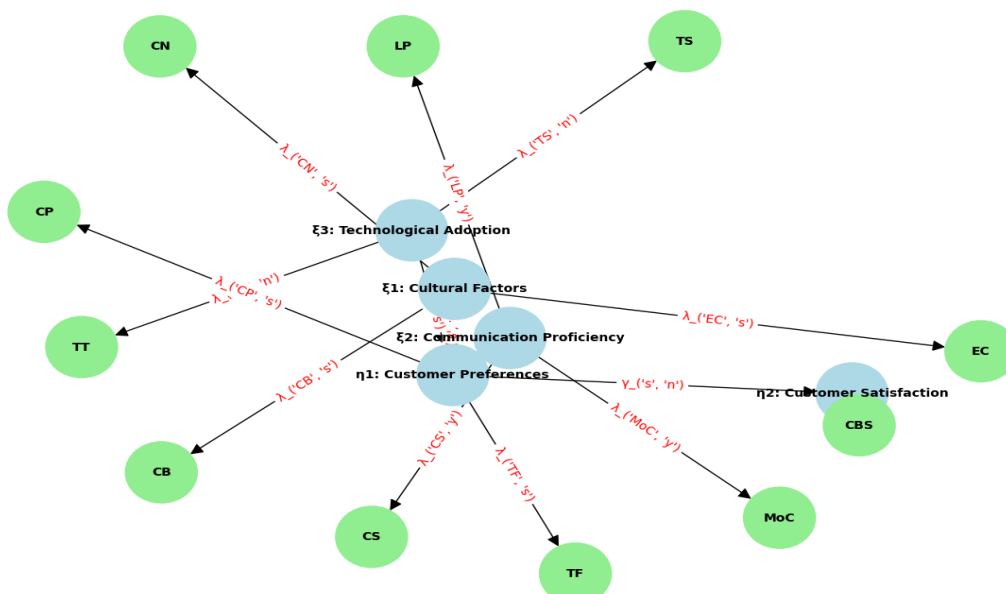 CN
LP
TS
λ_('TS', 'n')
λ_('CN', 's')
λ_('LP', 'y')
CP
ξ3: Technological Adoption
'n')
λ_('CP', 's')
ξ1: Cultural Factors
λ_('EC', 's')
ξ2: Communication Proficiency
TT
EC
η1: Customer Preferences
λ_('CB', 's')
γ_('s', 'n')
η2: Customer Satisfaction
CBS
λ_('CS', 'y')
λ_('MoC', 'y')
CB
λ_('TF', 's')
MoC
CS
TF